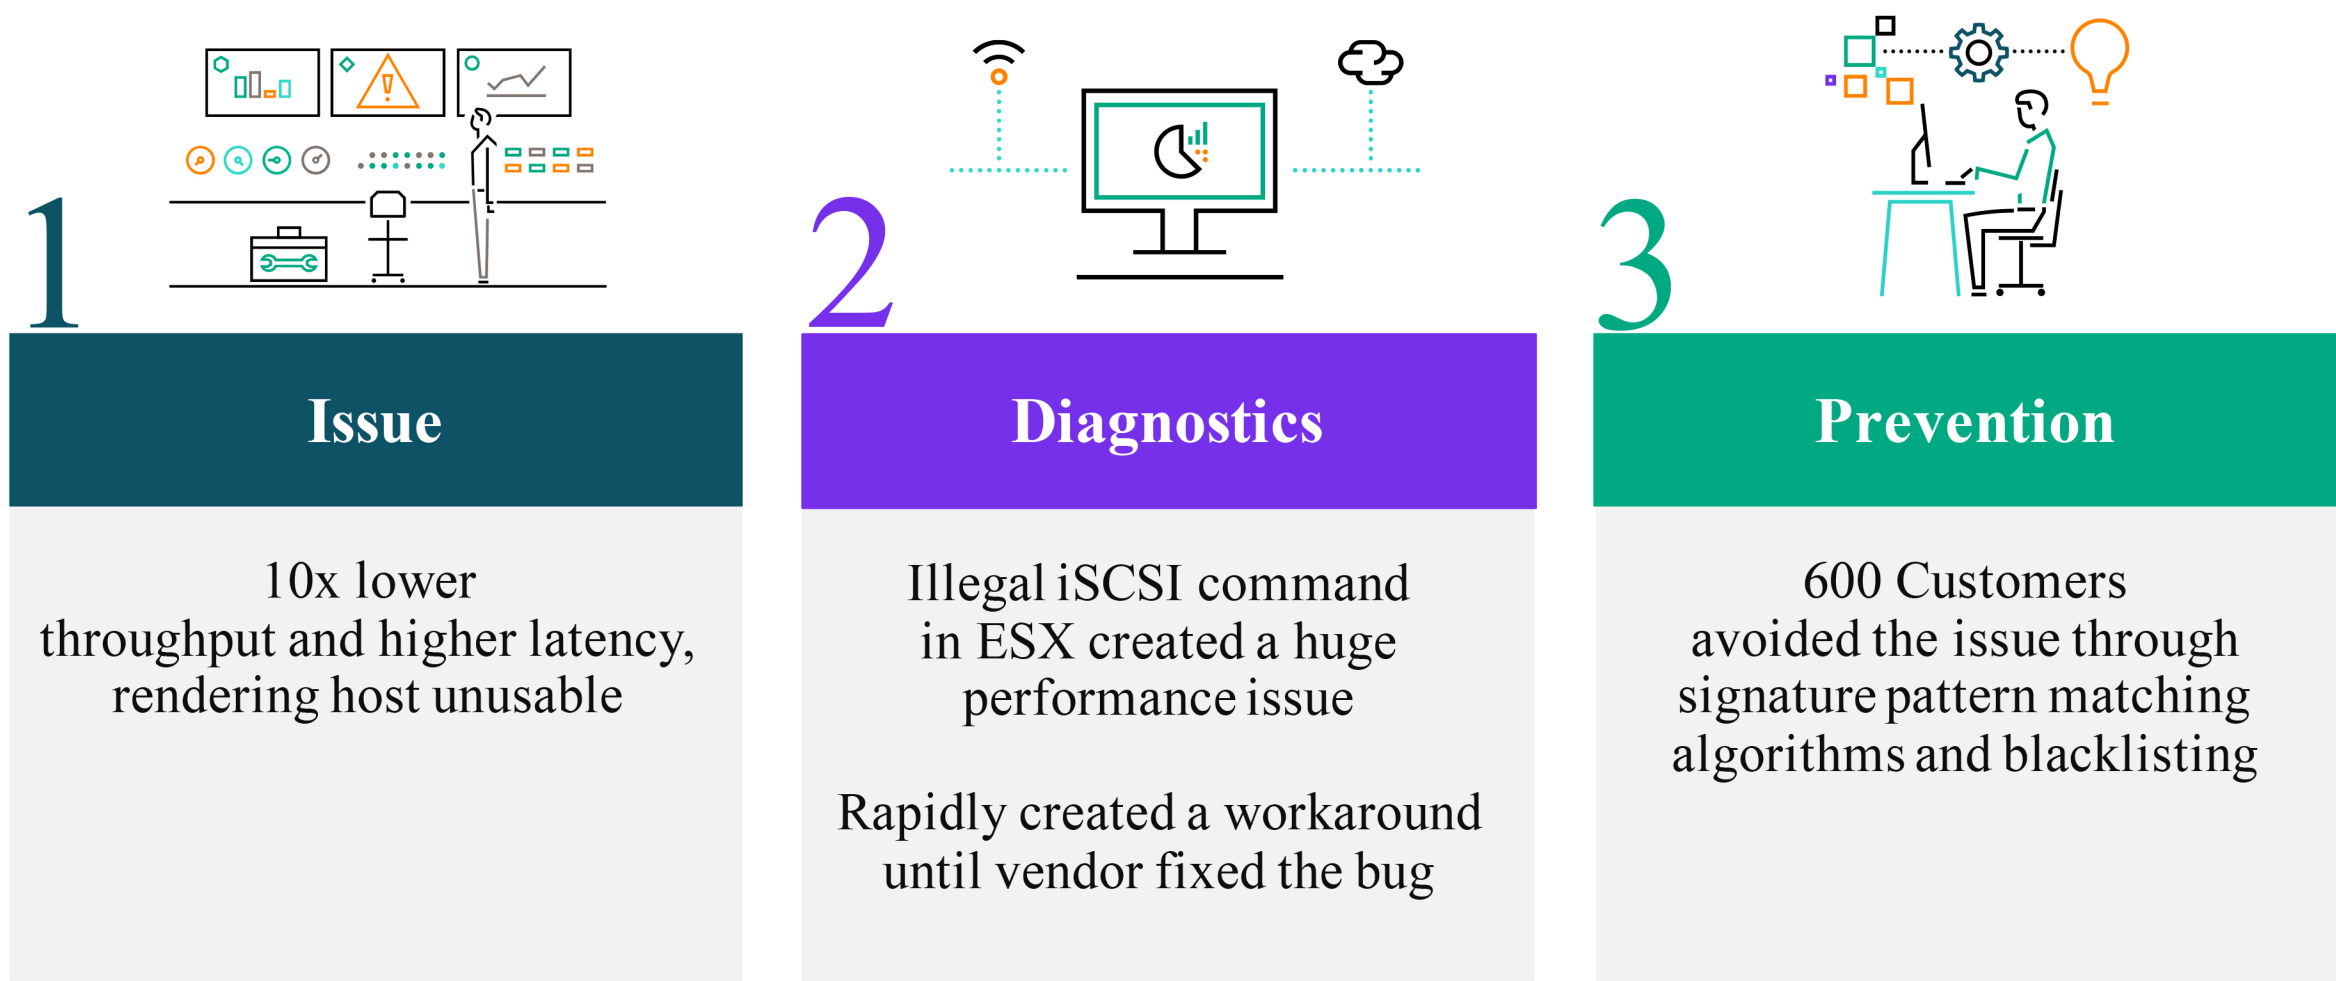 1
Issue
10x lower
throughput and higher latency,
rendering host unusable
2
Diagnostics
Illegal iSCSI command
in ESX created a huge
performance issue
Rapidly created a workaround
until vendor fixed the bug
3
Prevention
600 Customers
avoided the issue through
signature pattern matching
algorithms and blacklisting